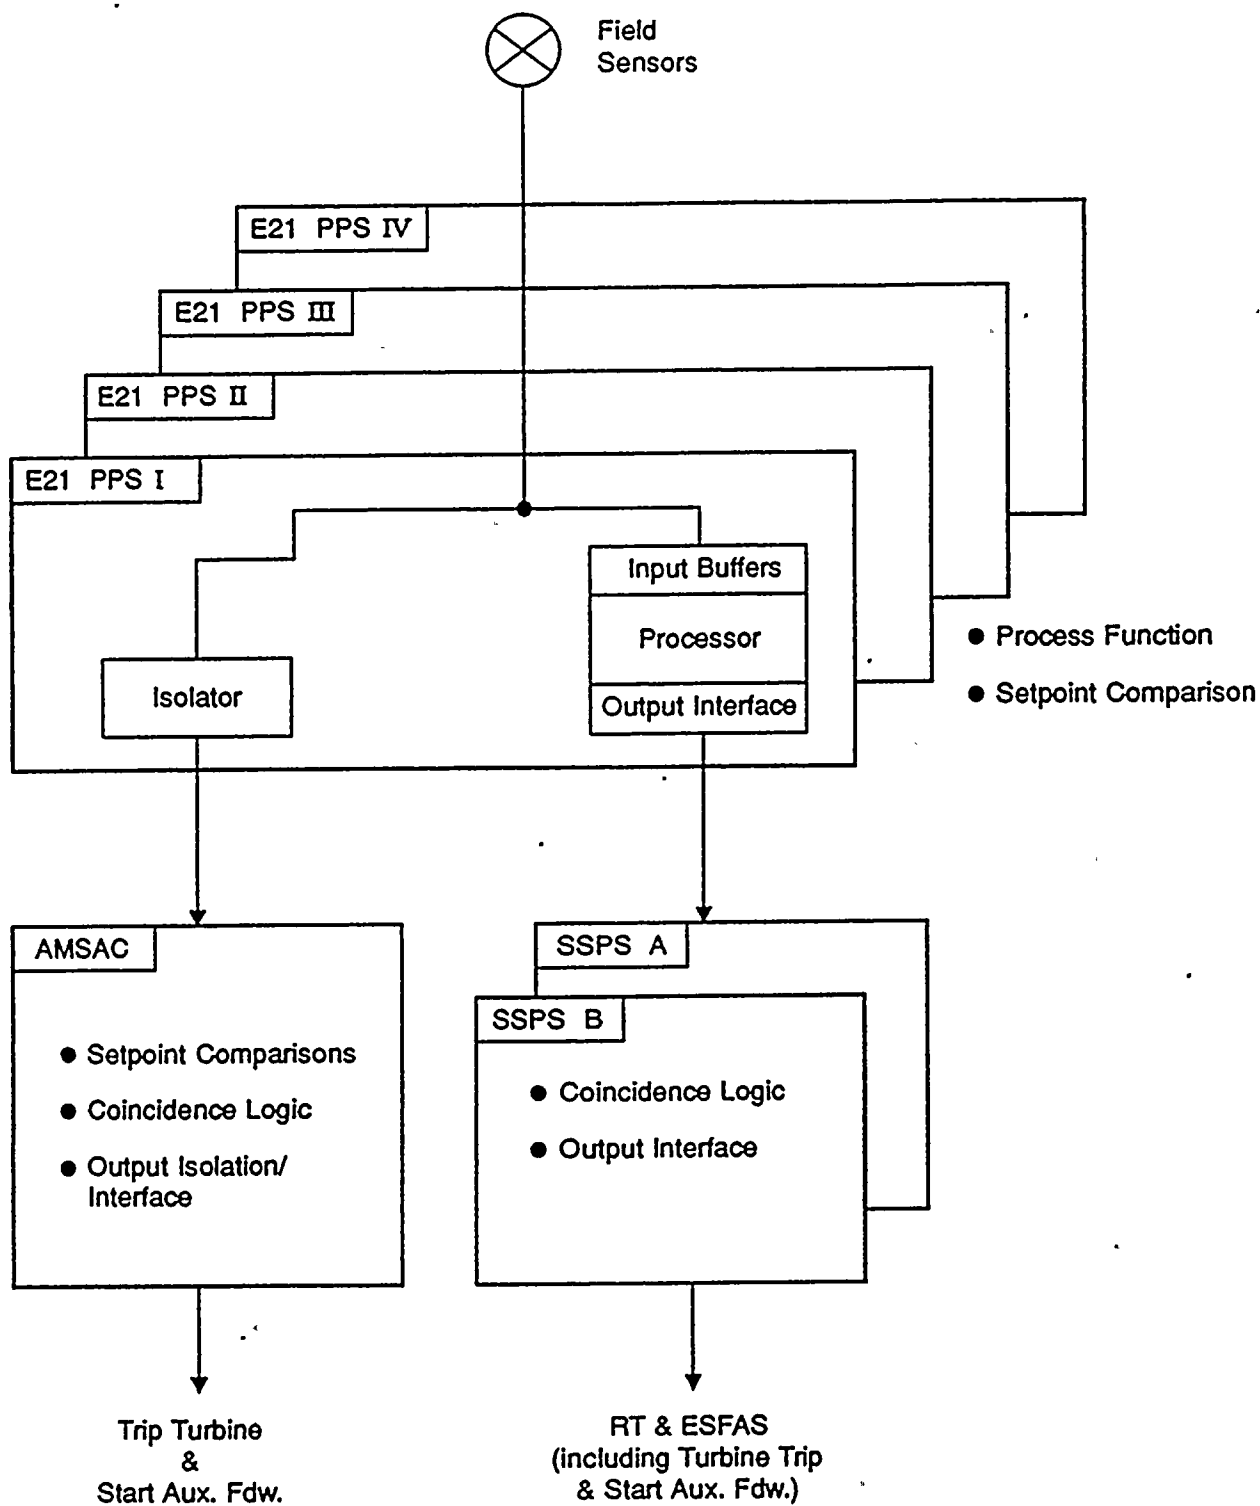 Field
Sensors
E21 PPS IV
E21 PPS III
E21 PPS II
E21 PPS I
Input Buffers
Processor
Output Interface
Isolator
● Process Function
● Setpoint Comparison
AMSAC
● Setpoint Comparisons
● Coincidence Logic
● Output Isolation/
Interface
SSPS A
SSPS B
● Coincidence Logic
● Output Interface
Trip Turbine
&
Start Aux. Fdw.
RT & ESFAS
(including Turbine Trip
& Start Aux. Fdw.)